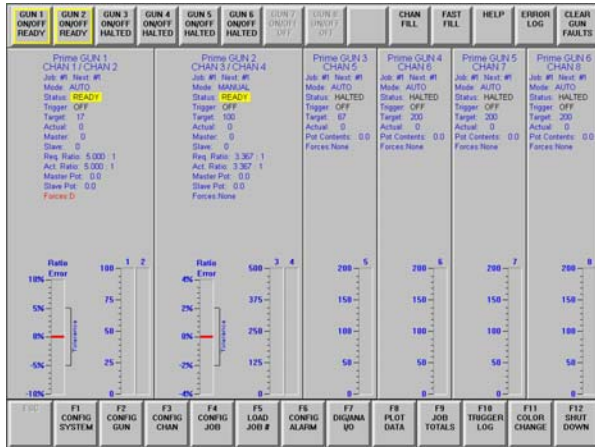 GUN 1 ON/OFF READY
GUN 2 ON/OFF READY
GUN 3 ON/OFF HALTED
GUN 4 ON/OFF HALTED
GUN 5 ON/OFF HALTED
GUN 6 ON/OFF HALTED
GUN 7 ON/OFF OFF
GUN 8 ON/OFF OFF
CHAN FILL
FAST FILL
HELP
ERROR LOG
CLEAR GUN FAULTS
Prime GUN 1
CHAN 1 / CHAN 2
Job: #1 Next: #1
Mode: AUTO
Status: READY
Trigger: OFF
Target: 17
Actual: 0
Master: 0
Slave: 0
Req. Ratio: 5.000 : 1
Act. Ratio: 5.000 : 1
Master Pot: 0.0
Slave Pot: 0.0
Forces:D
Prime GUN 2
CHAN 3 / CHAN 4
Job: #1 Next: #1
Mode: MANUAL
Status: READY
Trigger: OFF
Target: 100
Actual: 0
Master: 0
Slave: 0
Req. Ratio: 3.367 : 1
Act. Ratio: 3.367 : 1
Master Pot: 0.0
Slave Pot: 0.0
Forces:None
Prime GUN 3
CHAN 5
Job: #1 Next: #1
Mode: AUTO
Status: HALTED
Trigger: OFF
Target: 67
Actual: 0
Pot Contents: 0.0
Forces:None
Prime GUN 4
CHAN 6
Job: #1 Next: #1
Mode: AUTO
Status: HALTED
Trigger: OFF
Target: 200
Actual: 0
Pot Contents: 0.0
Forces:None
Prime GUN 5
CHAN 7
Job: #1 Next: #1
Mode: AUTO
Status: HALTED
Trigger: OFF
Target: 200
Actual: 0
Pot Contents: 0.0
Forces:None
Prime GUN 6
CHAN 8
Job: #1 Next: #1
Mode: AUTO
Status: HALTED
Trigger: OFF
Target: 200
Actual: 0
Pot Contents: 0.0
Forces:None
Ratio Error
10%
5%
0%
-5%
-10%
Tolerance
1 2
100
75
50
25
0
Ratio Error
4%
2%
0%
-2%
-4%
Tolerance
3 4
500
375
250
125
0
5
200
150
100
50
0
6
200
150
100
50
0
7
200
150
100
50
0
8
200
150
100
50
0
ESC
F1 CONFIG SYSTEM
F2 CONFIG GUN
F3 CONFIG CHAN
F4 CONFIG JOB
F5 LOAD JOB #
F6 CONFIG ALARM
F7 DIG/ANA I/O
F8 PLOT DATA
F9 JOB TOTALS
F10 TRIGGER LOG
F11 COLOR CHANGE
F12 SHUT DOWN